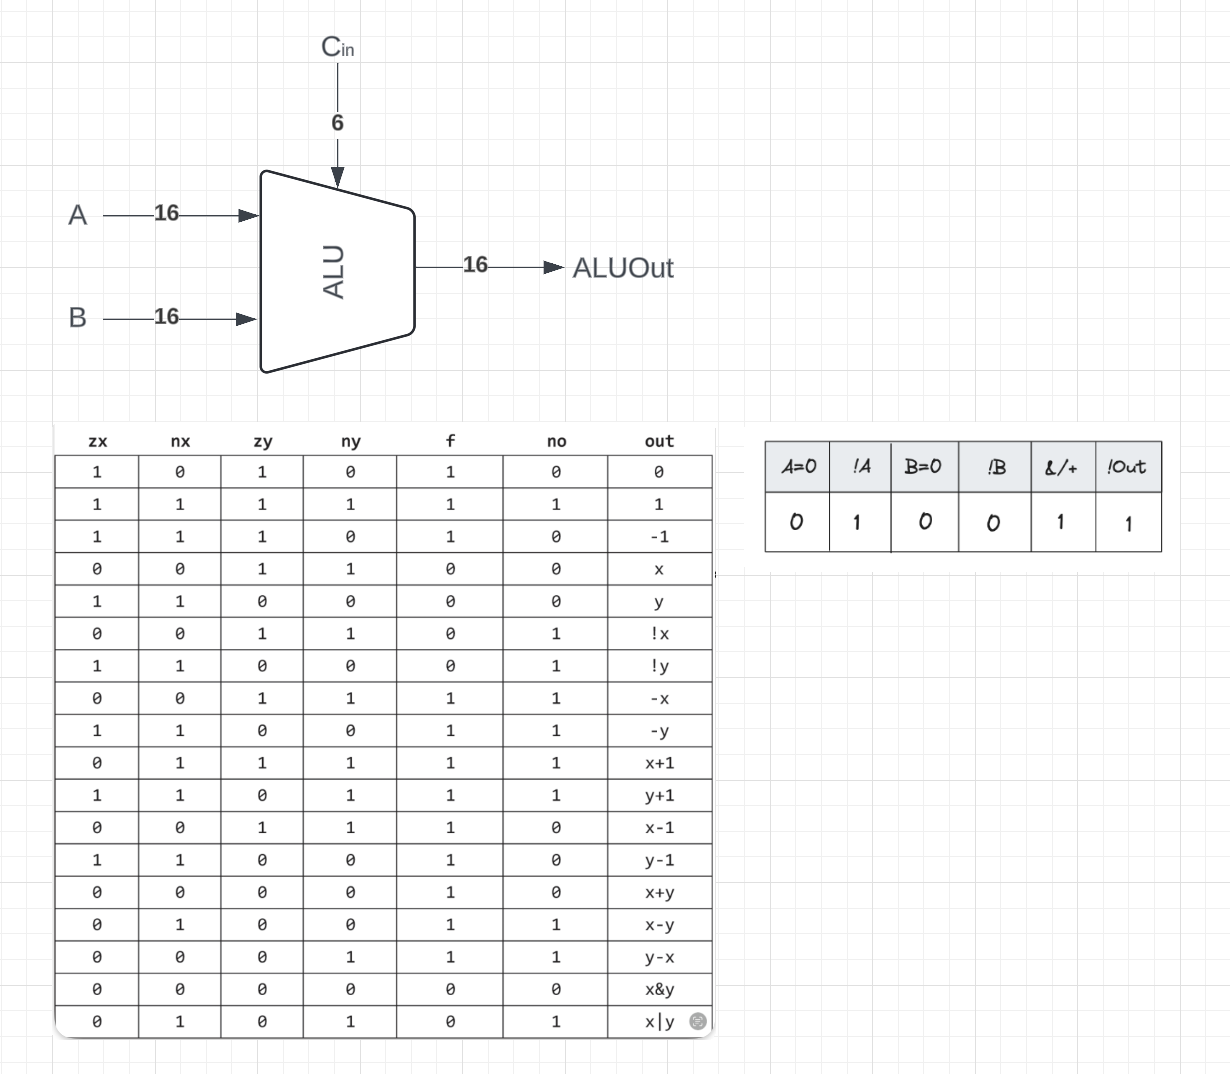 Cin
6
A 16
ALU
16 ALUOut
B 16
zx nx zy ny f no out
1 0 1 0 1 0 0
1 1 1 1 1 1 1
1 1 1 0 1 0 -1
0 0 1 1 0 0 x
1 1 0 0 0 0 y
0 0 1 1 0 1 !x
1 1 0 0 0 1 !y
0 0 1 1 1 1 -x
1 1 0 0 1 1 -y
0 1 1 1 1 1 x+1
1 1 0 1 1 1 y+1
0 0 1 1 1 0 x-1
1 1 0 0 1 0 y-1
0 0 0 0 1 0 x+y
0 1 0 0 1 1 x-y
0 0 0 1 1 1 y-x
0 0 0 0 0 0 x&y
0 1 0 1 0 1 x|y
A=0 !A B=0 !B &/+ !Out
0 1 0 0 1 1